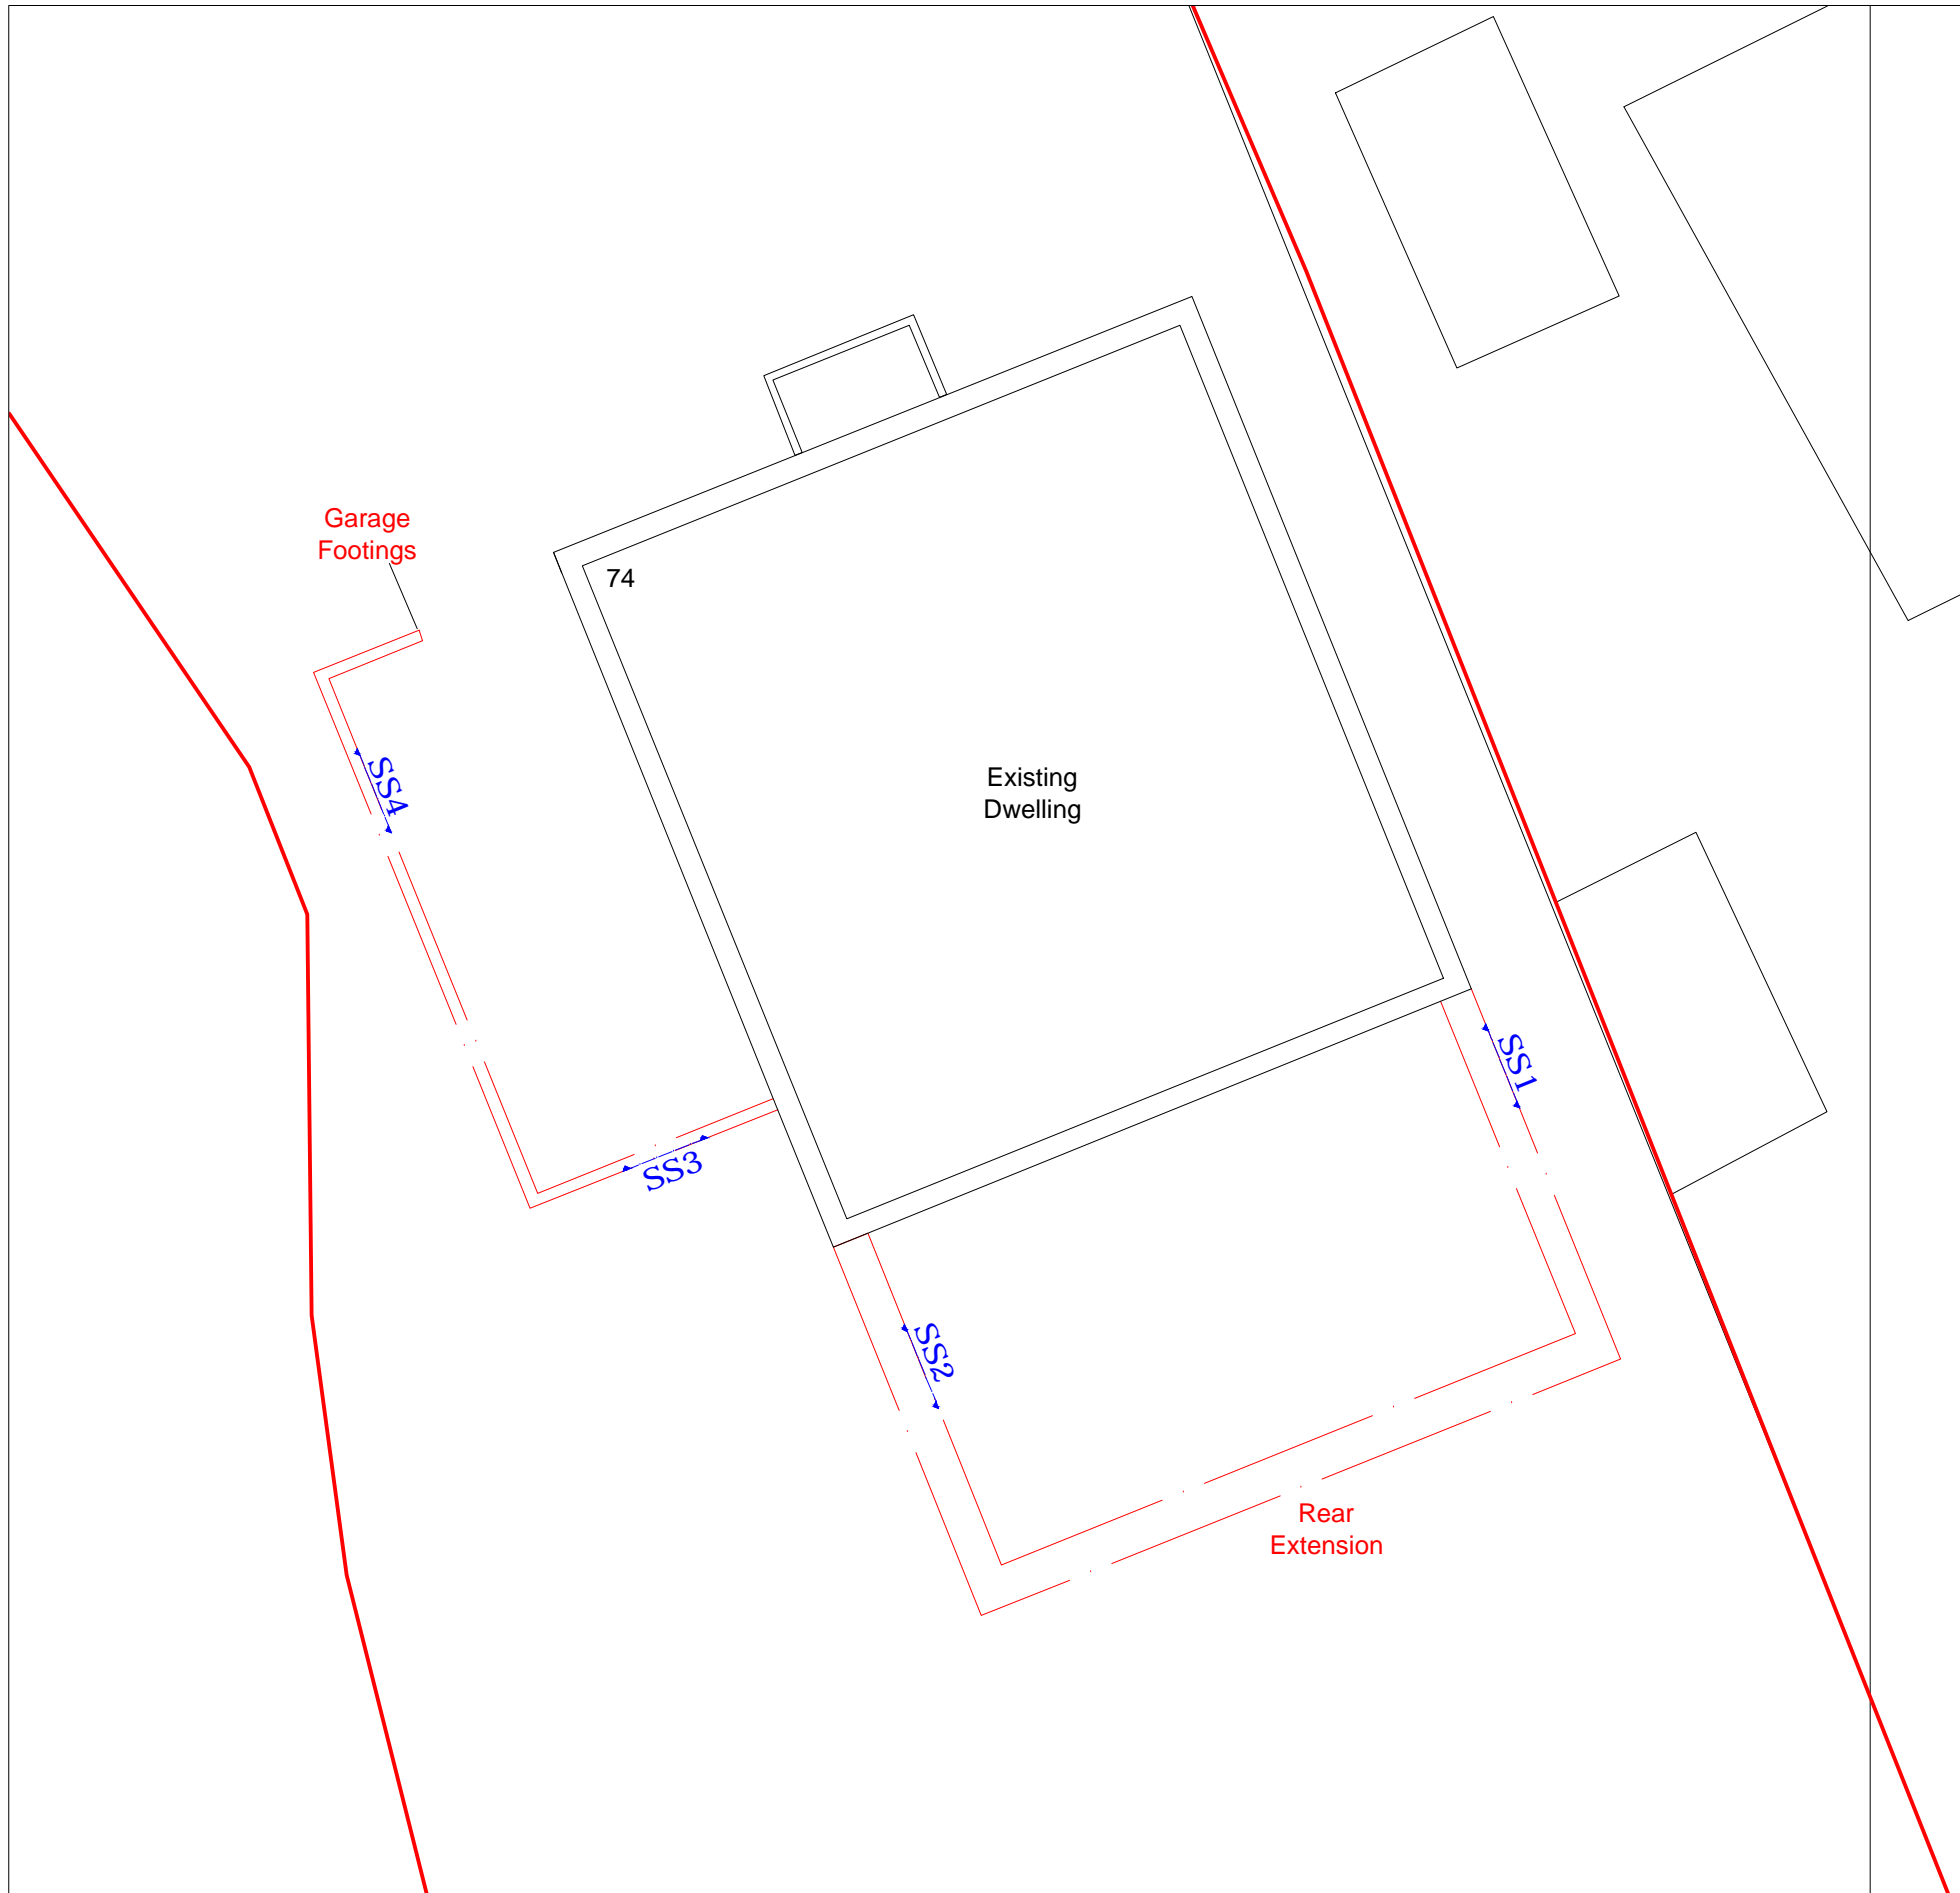 Garage
Footings
74
Existing
Dwelling
SS4
SS1
SS3
SS2
Rear
Extension